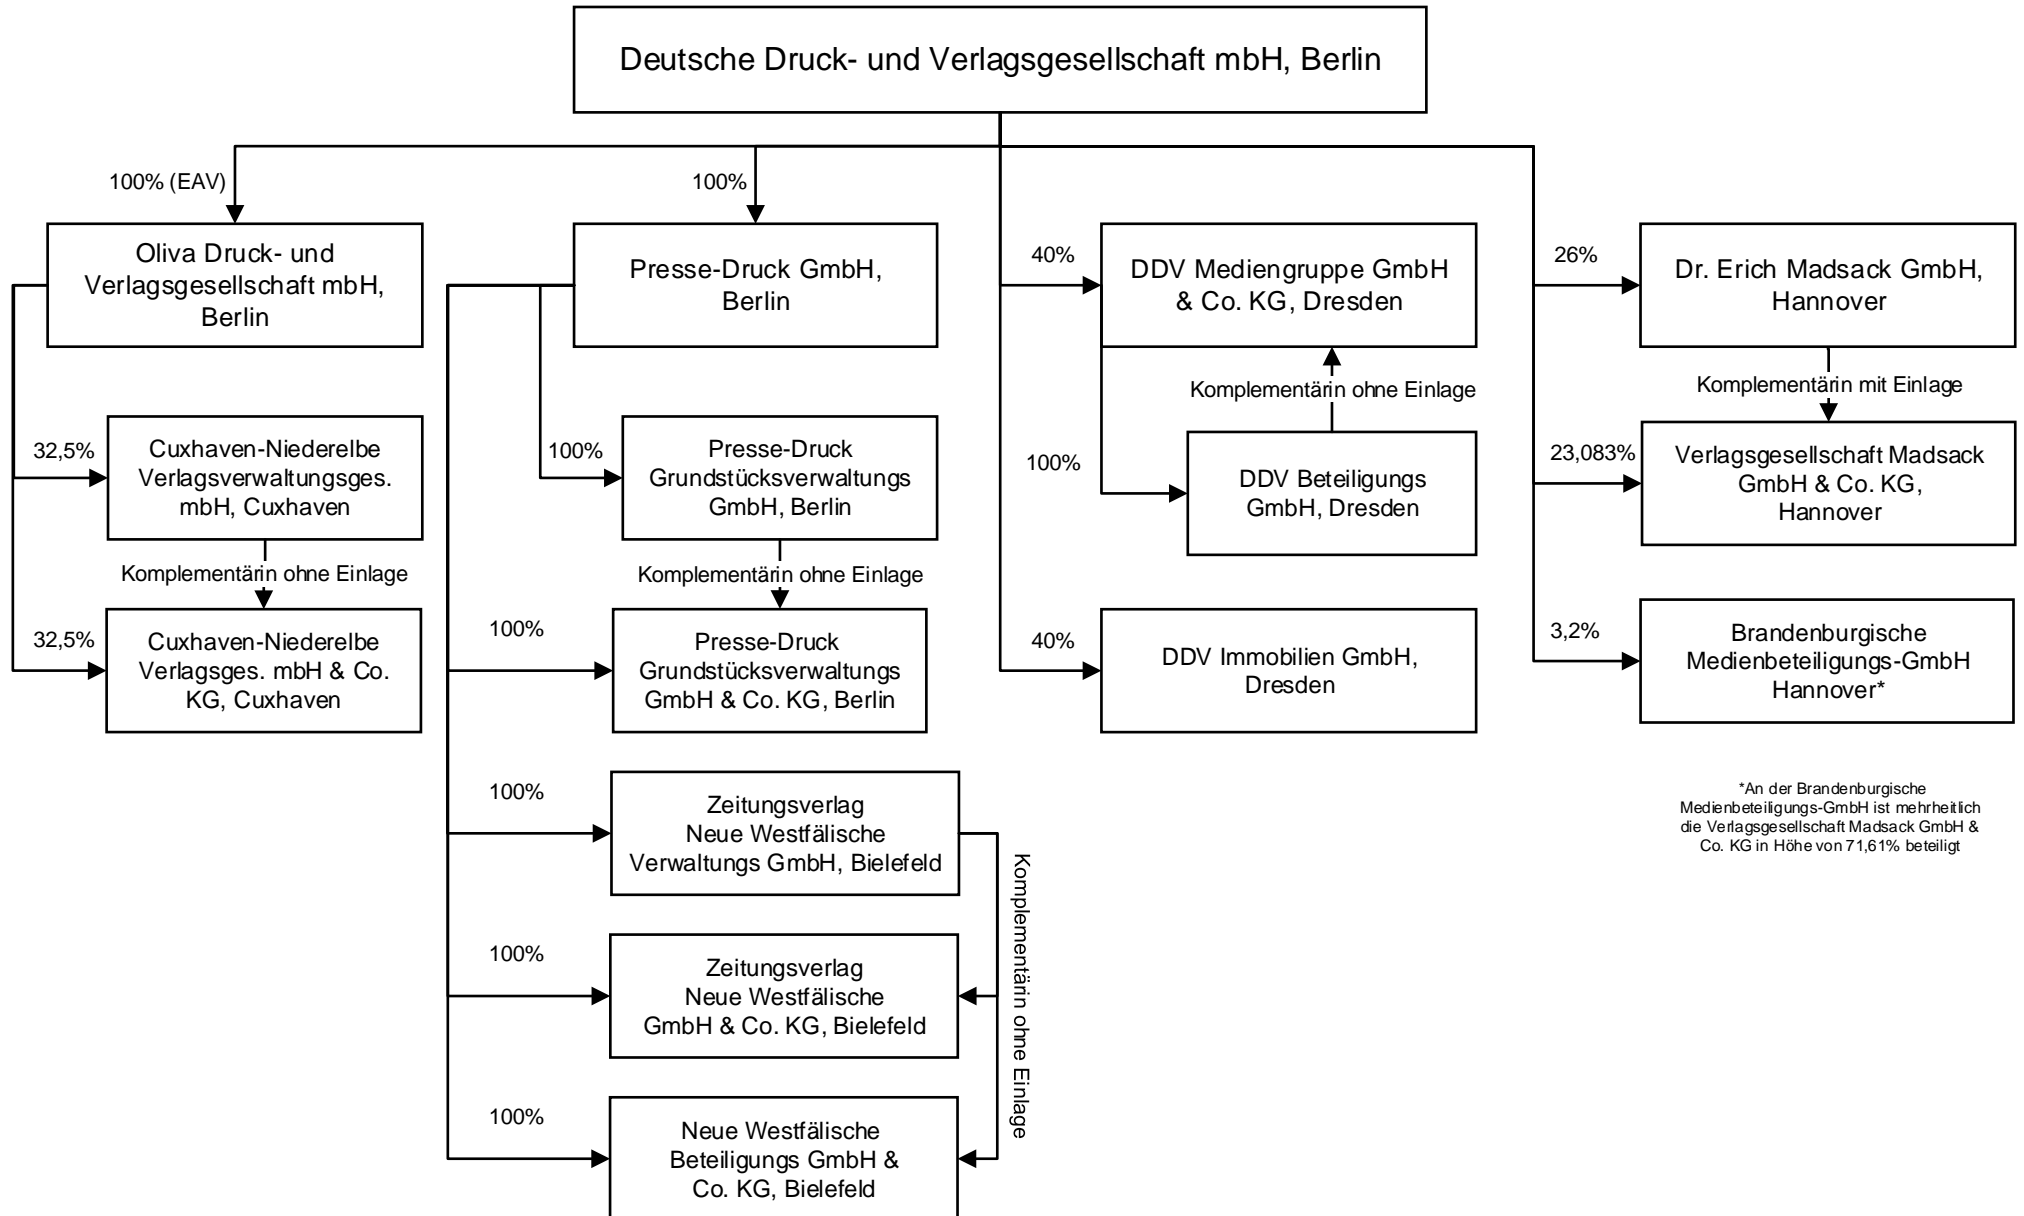 Deutsche Druck- und Verlagsgesellschaft mbH, Berlin
100% (EAV)
Oliva Druck- und
Verlagsgesellschaft mbH,
Berlin
32,5%
Cuxhaven-Niederelbe
Verlagsverwaltungsges.
mbH, Cuxhaven
Komplementärin ohne Einlage
32,5%
Cuxhaven-Niederelbe
Verlagsges. mbH & Co.
KG, Cuxhaven
100%
Presse-Druck GmbH,
Berlin
100%
Presse-Druck
Grundstücksverwaltungs
GmbH, Berlin
Komplementärin ohne Einlage
100%
Presse-Druck
Grundstücksverwaltungs
GmbH & Co. KG, Berlin
100%
Zeitungsverlag
Neue Westfälische
Verwaltungs GmbH, Bielefeld
Komplementärin ohne Einlage
100%
Zeitungsverlag
Neue Westfälische
GmbH & Co. KG, Bielefeld
100%
Neue Westfälische
Beteiligungs GmbH &
Co. KG, Bielefeld
40%
DDV Mediengruppe GmbH
& Co. KG, Dresden
Komplementärin ohne Einlage
100%
DDV Beteiligungs
GmbH, Dresden
40%
DDV Immobilien GmbH,
Dresden
26%
Dr. Erich Madsack GmbH,
Hannover
Komplementärin mit Einlage
23,083%
Verlagsgesellschaft Madsack
GmbH & Co. KG,
Hannover
3,2%
Brandenburgische
Medienbeteiligungs-GmbH
Hannover*
*An der Brandenburgische
Medienbeteiligungs-GmbH ist mehrheitlich
die Verlagsgesellschaft Madsack GmbH &
Co. KG in Höhe von 71,61% beteiligt